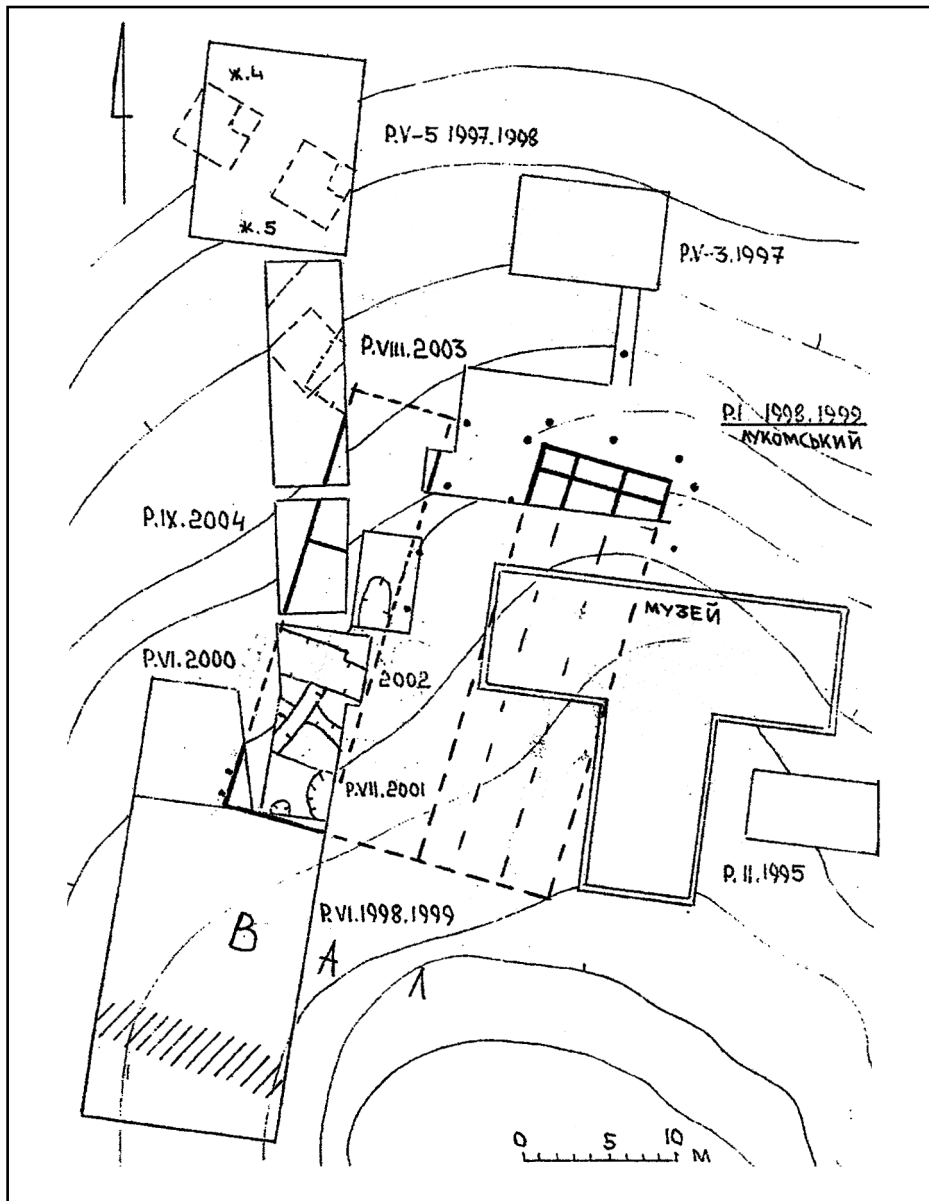 ж.4
ж.5
Р.V-5 1997.1998
Р.V-3.1997
Р.VIII.2003
Р.I 1998.1999
ЛУКОМСЬКИЙ
Р.IX.2004
МУЗЕЙ
Р.VI.2000
2002
Р.VII.2001
Р.II.1995
Р.VI.1998.1999
В
А
Л
0 5 10
М